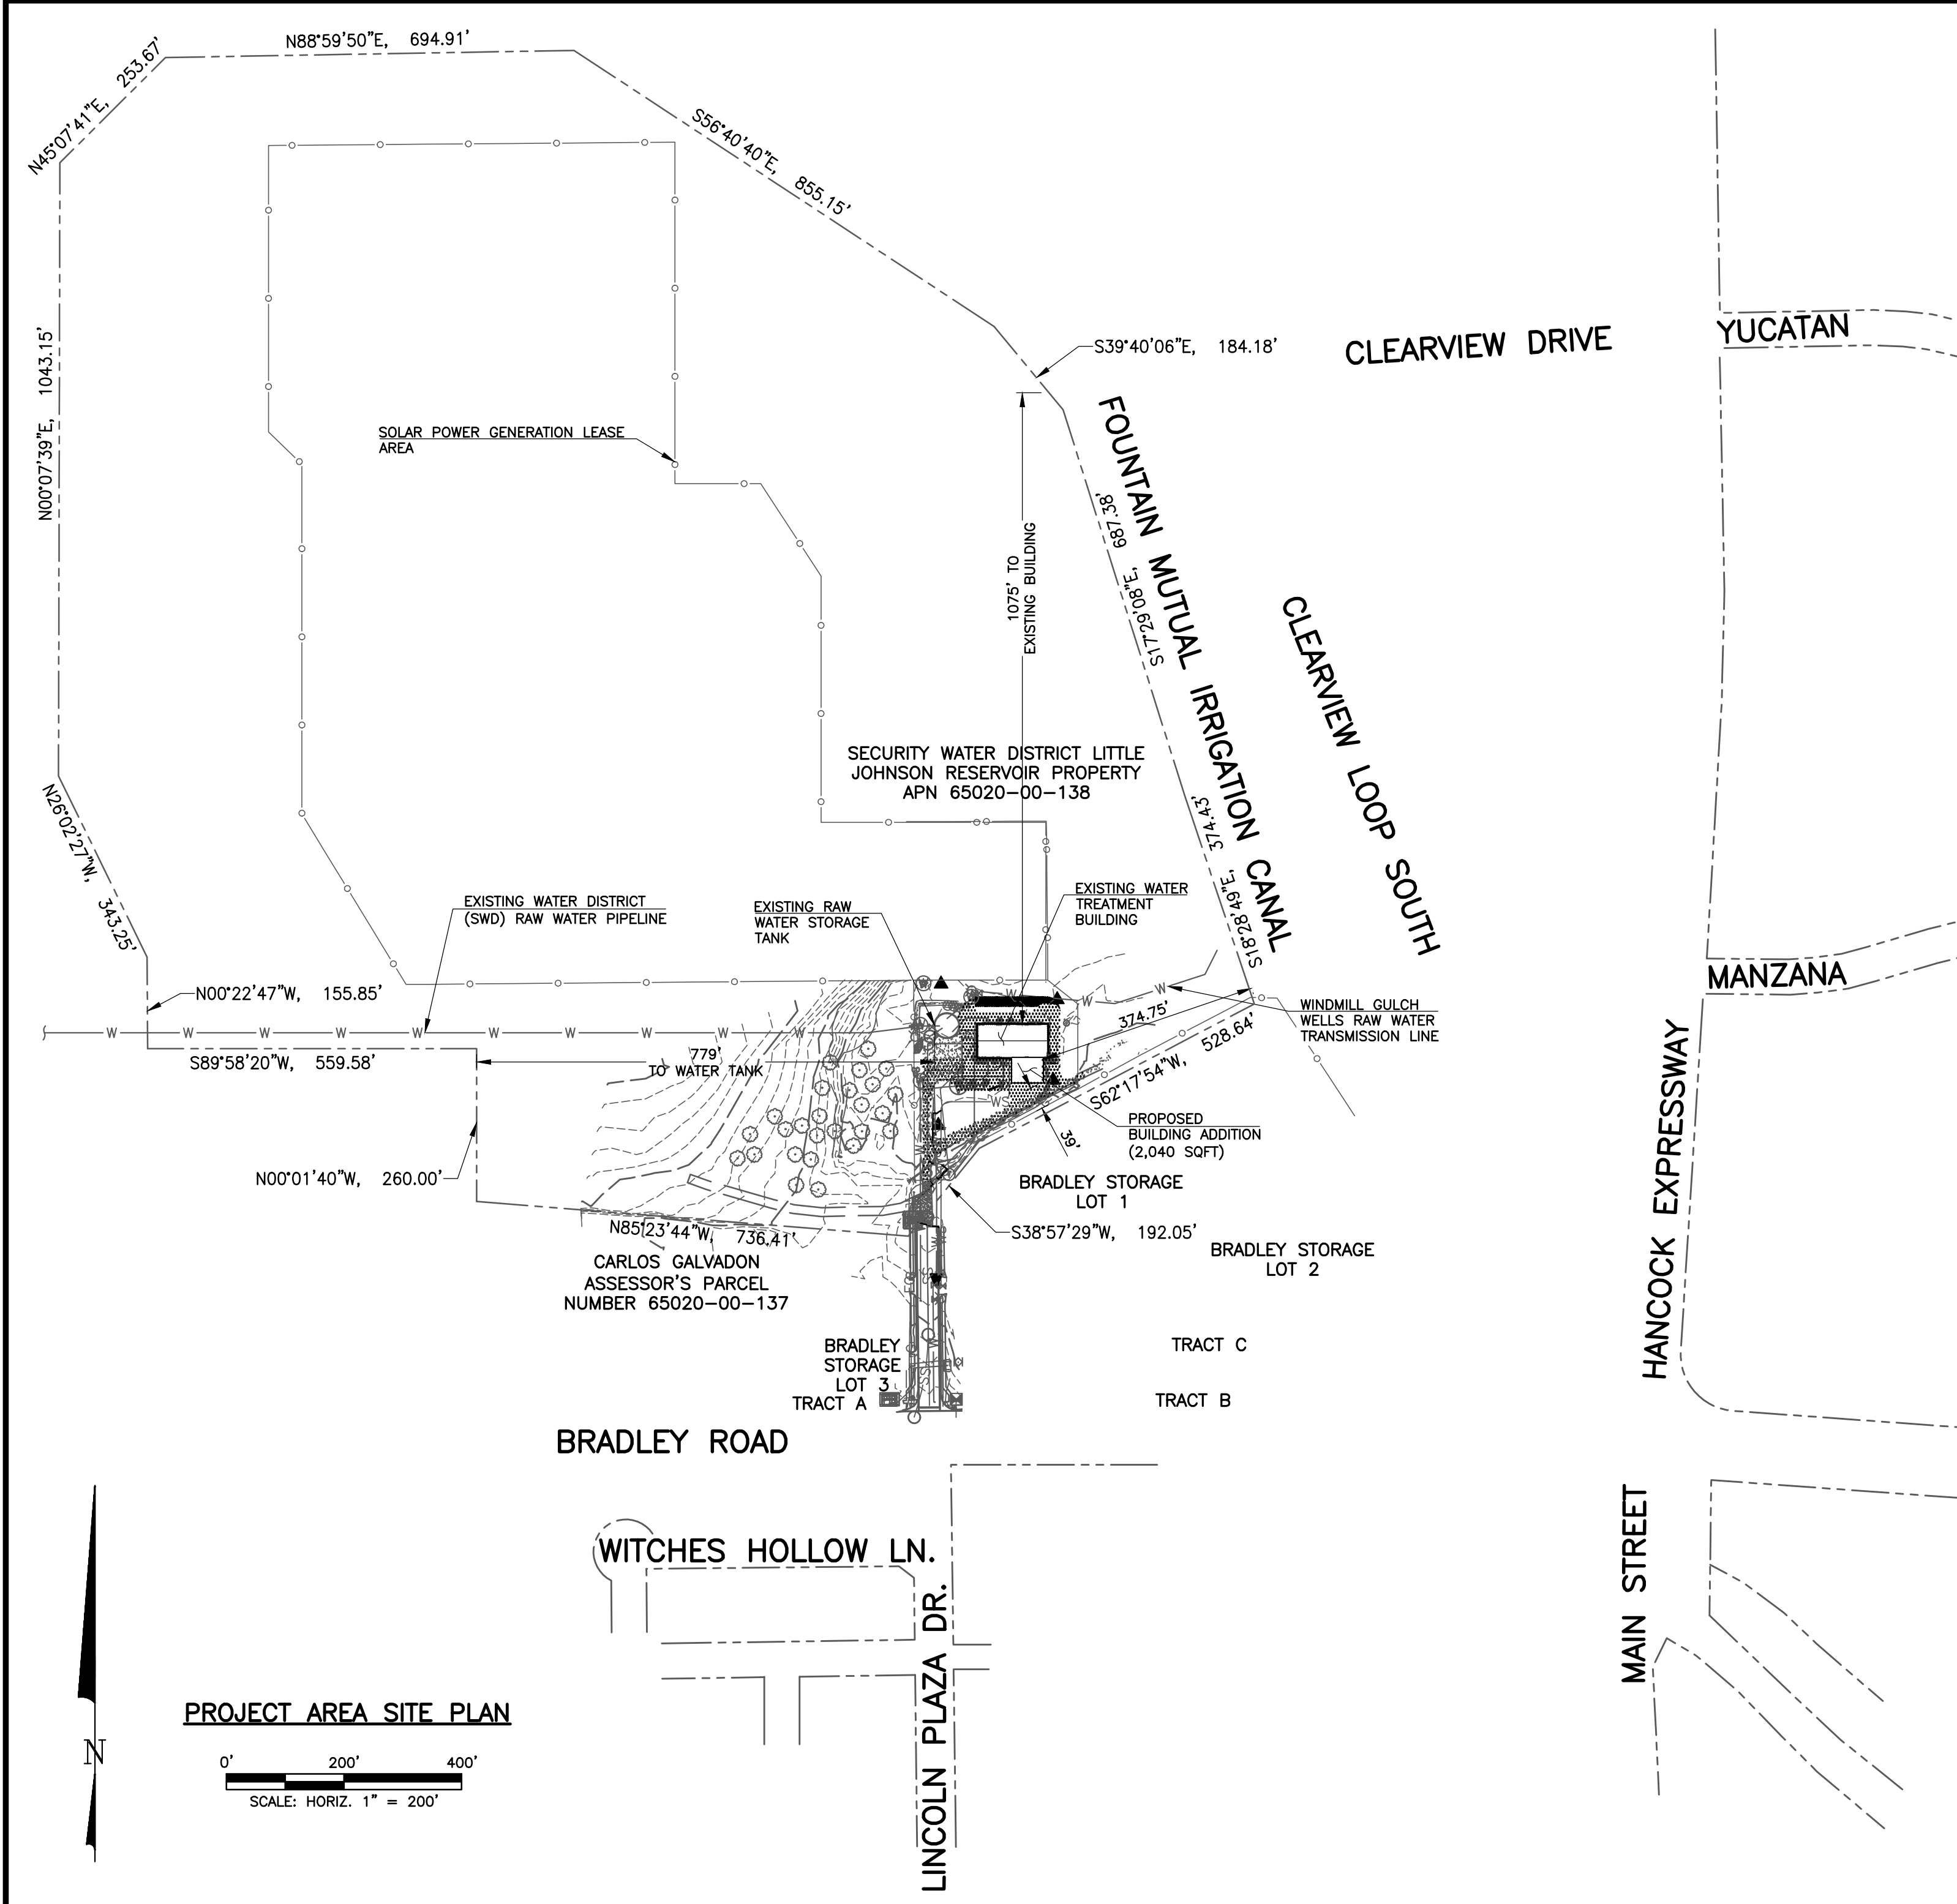 N88°59'50"E, 694.91'
N45°07'41"E, 253.67'
S56°40'40"E, 855.15'
N00°07'39"E, 1043.15'
S39°40'06"E, 184.18'
CLEARVIEW DRIVE
YUCATAN
SOLAR POWER GENERATION LEASE
AREA
FOUNTAIN MUTUAL IRRIGATION CANAL
S17°29'08"E, 687.38'
1075' TO
EXISTING BUILDING
CLEARVIEW LOOP SOUTH
SECURITY WATER DISTRICT LITTLE
JOHNSON RESERVOIR PROPERTY
APN 65020-00-138
S18°28'49"E, 374.43'
N26°02'27"W, 343.25'
EXISTING WATER DISTRICT
(SWD) RAW WATER PIPELINE
EXISTING RAW
WATER STORAGE
TANK
EXISTING WATER
TREATMENT
BUILDING
MANZANA
N00°22'47"W, 155.85'
W W W W W W W W W W
W W W
374.75'
WINDMILL GULCH
WELLS RAW WATER
TRANSMISSION LINE
S89°58'20"W, 559.58'
779'
TO WATER TANK
S62°17'54"W, 528.64'
WS
39'
PROPOSED
BUILDING ADDITION
(2,040 SQFT)
HANCOCK EXPRESSWAY
N00°01'40"W, 260.00'
BRADLEY STORAGE
LOT 1
N85°23'44"W, 736.41'
S38°57'29"W, 192.05'
BRADLEY STORAGE
LOT 2
CARLOS GALVADON
ASSESSOR'S PARCEL
NUMBER 65020-00-137
BRADLEY
STORAGE
LOT 3
TRACT A
TRACT C
TRACT B
BRADLEY ROAD
MAIN STREET
WITCHES HOLLOW LN.
LINCOLN PLAZA DR.
PROJECT AREA SITE PLAN
N
0' 200' 400'
SCALE: HORIZ. 1" = 200'